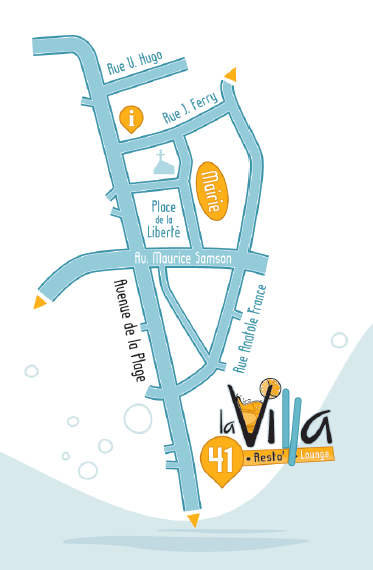 Rue V. Hugo
Rue J. Ferry
i
Mairie
Place
de la
Liberté
Av. Maurice Samson
Avenue de la Plage
Rue Anatole France
la Villa
41
• Resto' • Lounge